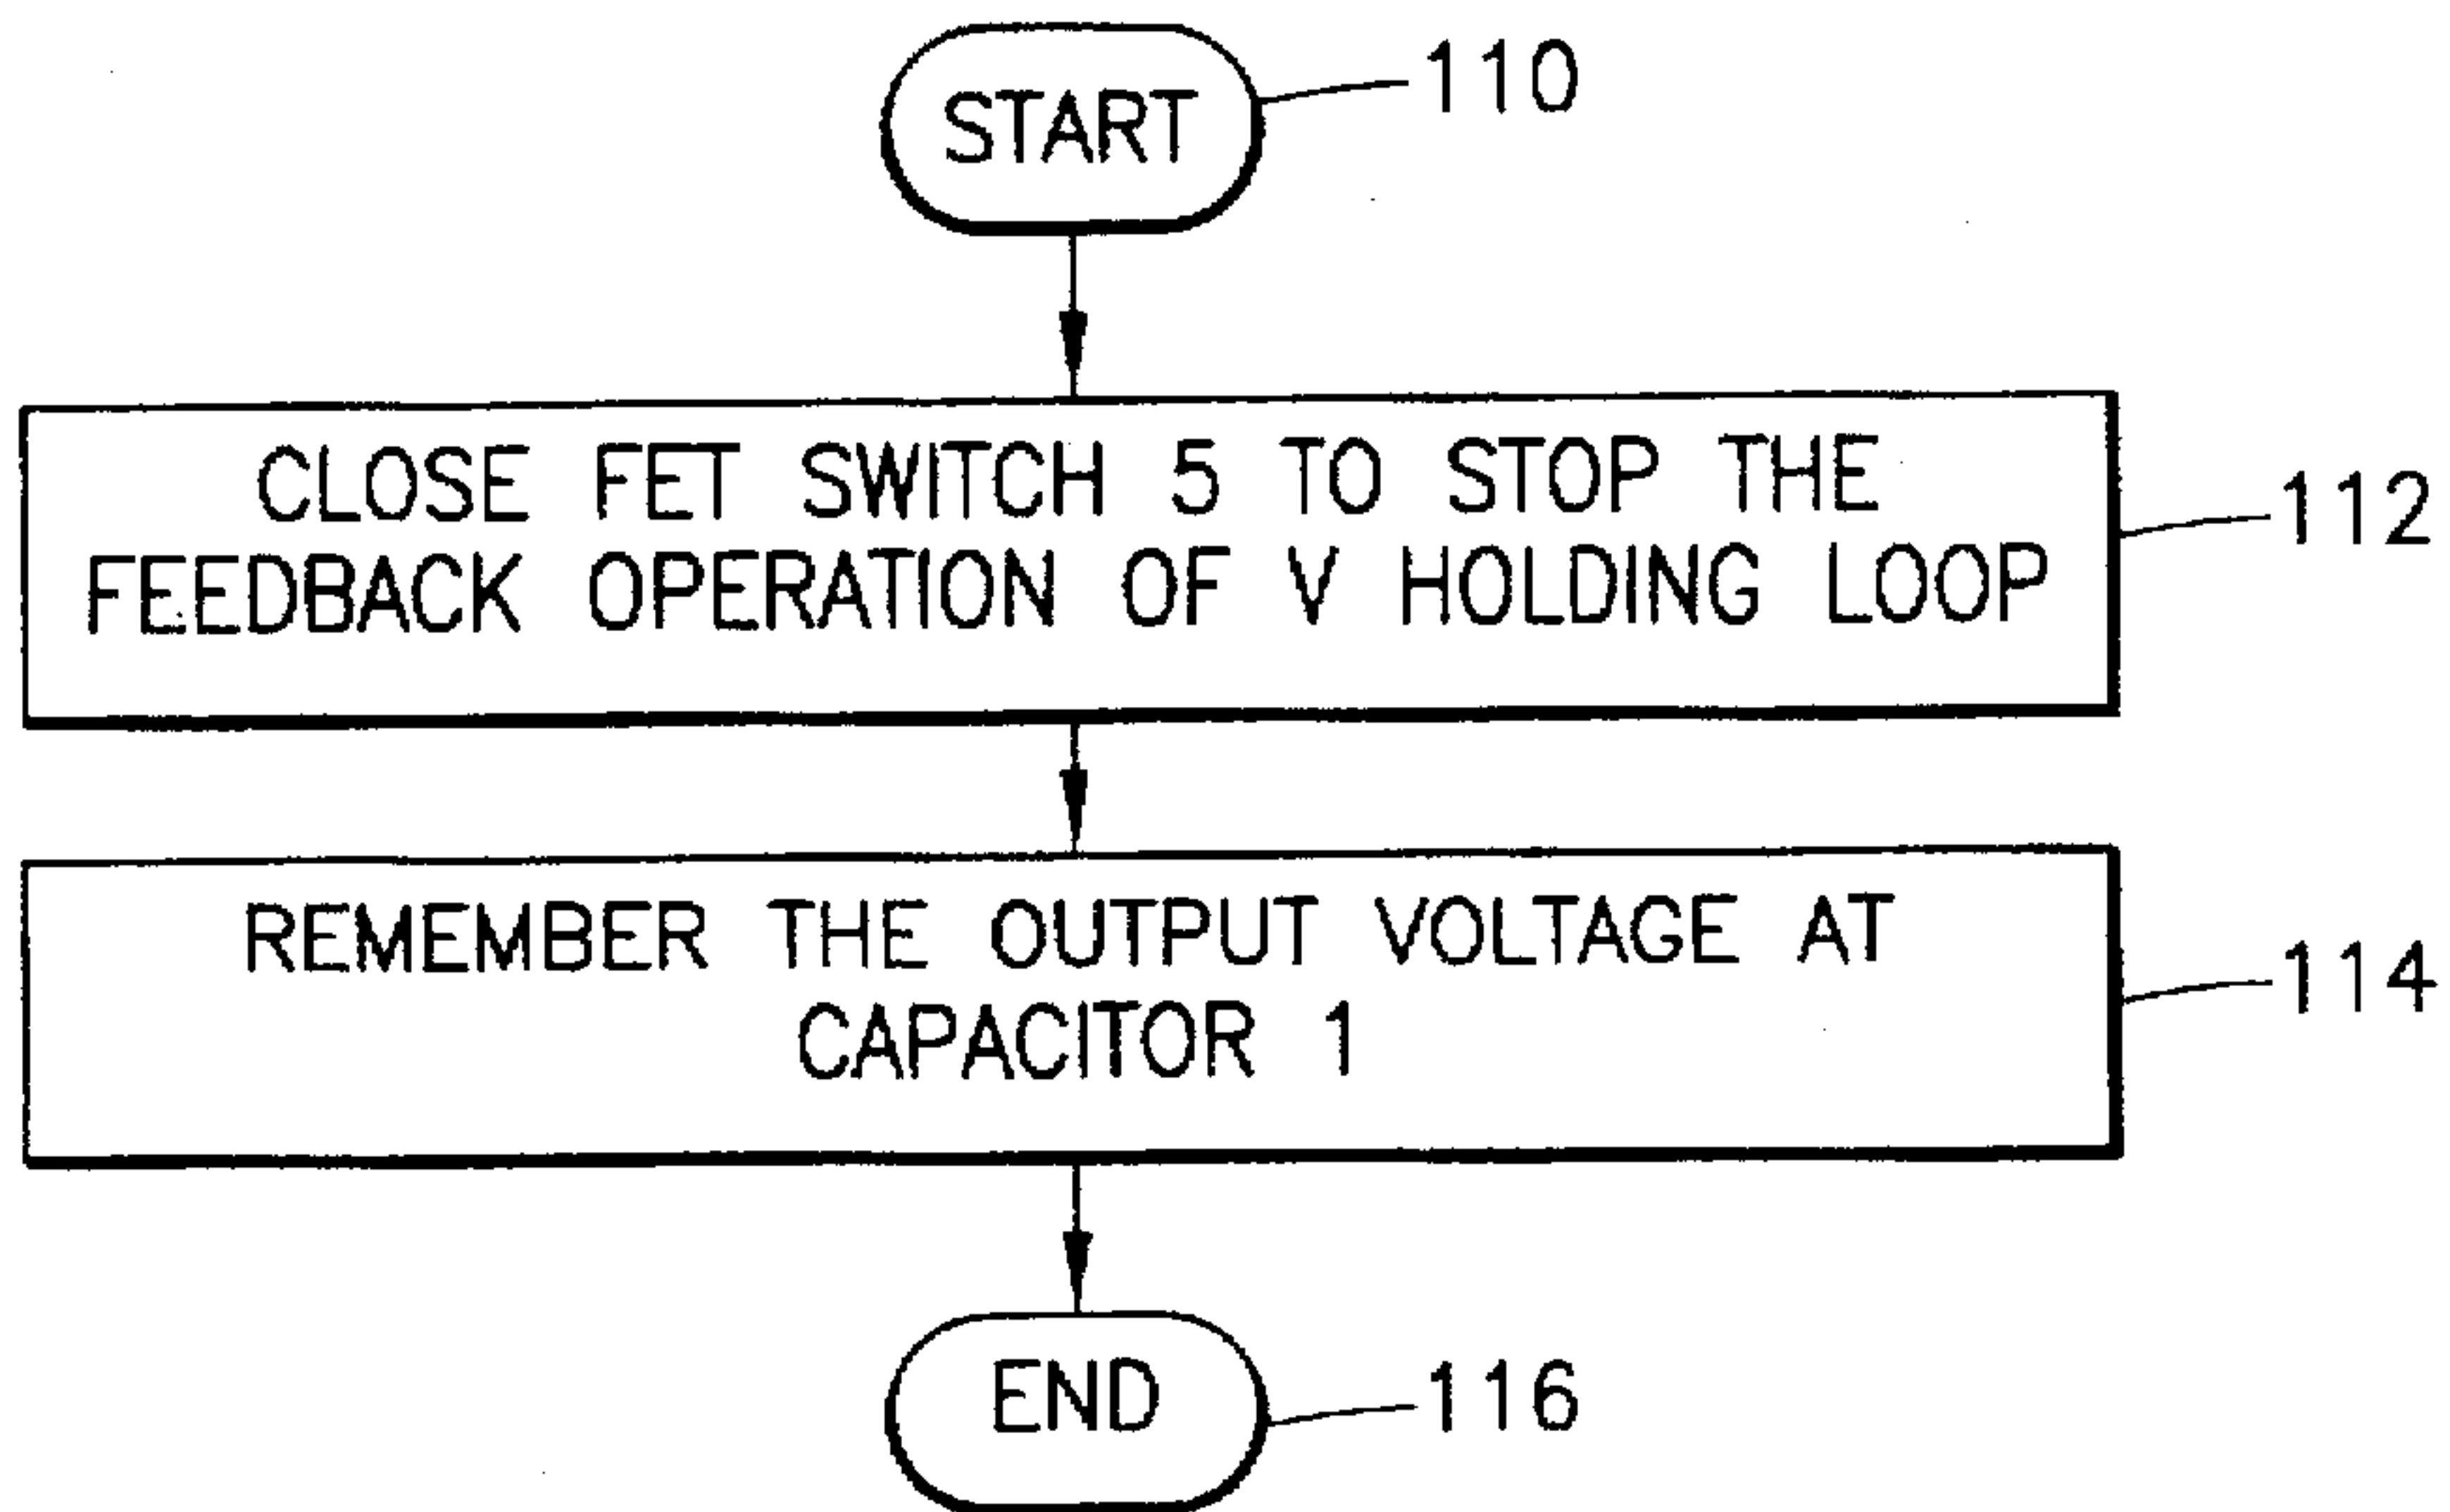 START
110
CLOSE FET SWITCH 5 TO STOP THE
FEEDBACK OPERATION OF V HOLDING LOOP
112
REMEMBER THE OUTPUT VOLTAGE AT
CAPACITOR 1
114
END
116